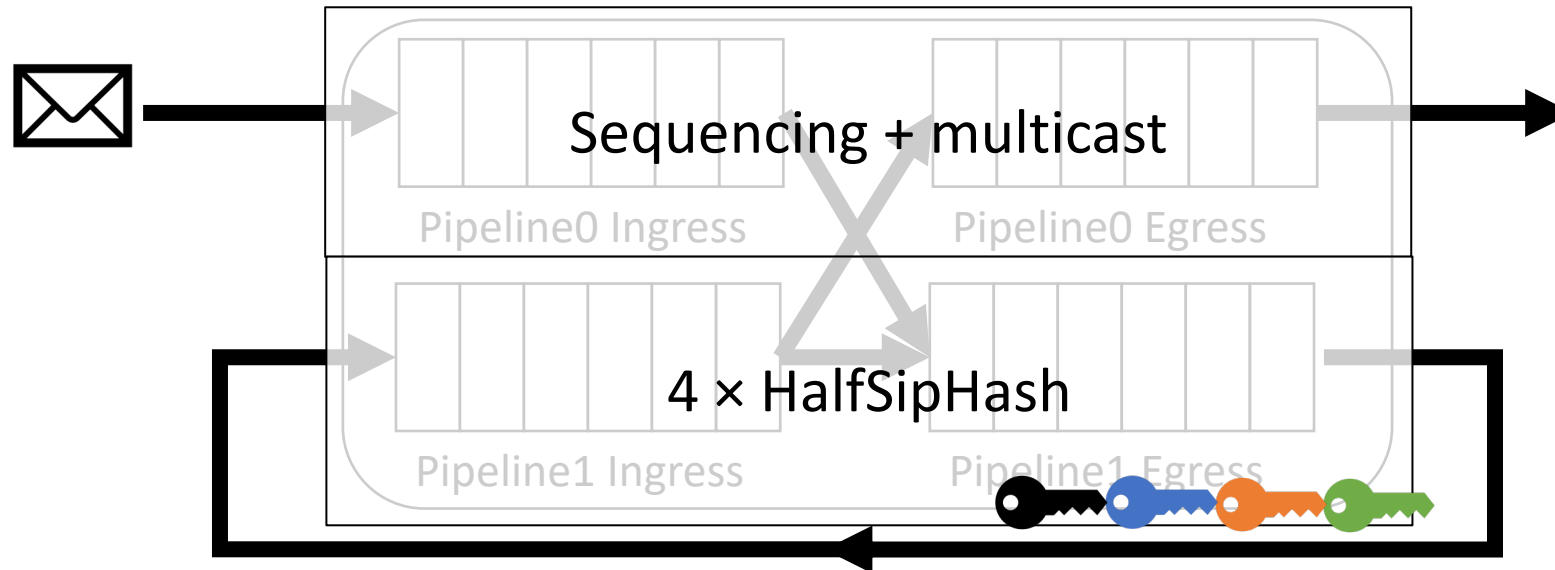 Sequencing + multicast
Pipeline0 Ingress
Pipeline0 Egress
4 × HalfSipHash
Pipeline1 Ingress
Pipeline1 Egress